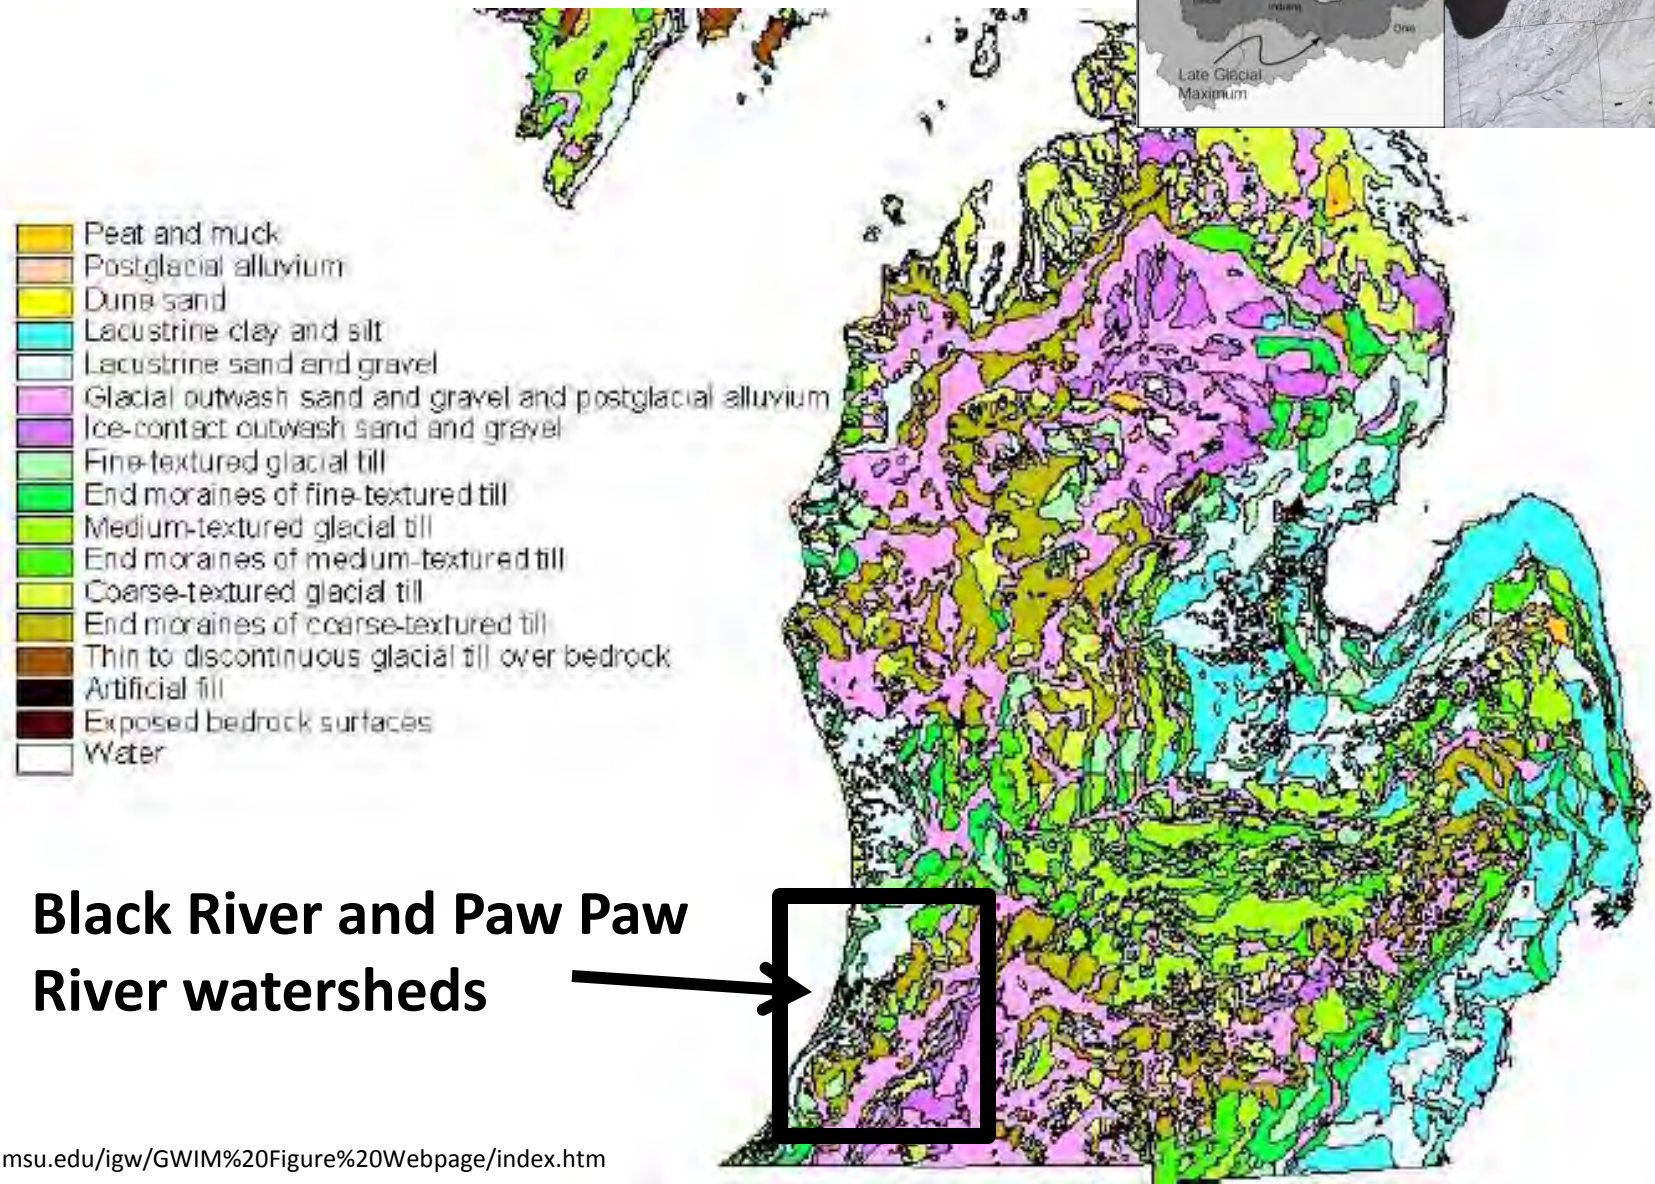 Indiana
Ohio
Late Glacial
Maximum
Peat and muck
Postglacial alluvium
Dune sand
Lacustrine clay and silt
Lacustrine sand and gravel
Glacial outwash sand and gravel and postglacial alluvium
Ice-contact outwash sand and gravel
Fine-textured glacial till
End moraines of fine-textured till
Medium-textured glacial till
End moraines of medium-textured till
Coarse-textured glacial till
End moraines of coarse-textured till
Thin to discontinuous glacial till over bedrock
Artificial fill
Exposed bedrock surfaces
Water
Black River and Paw Paw
River watersheds
msu.edu/igw/GWIM%20Figure%20Webpage/index.htm